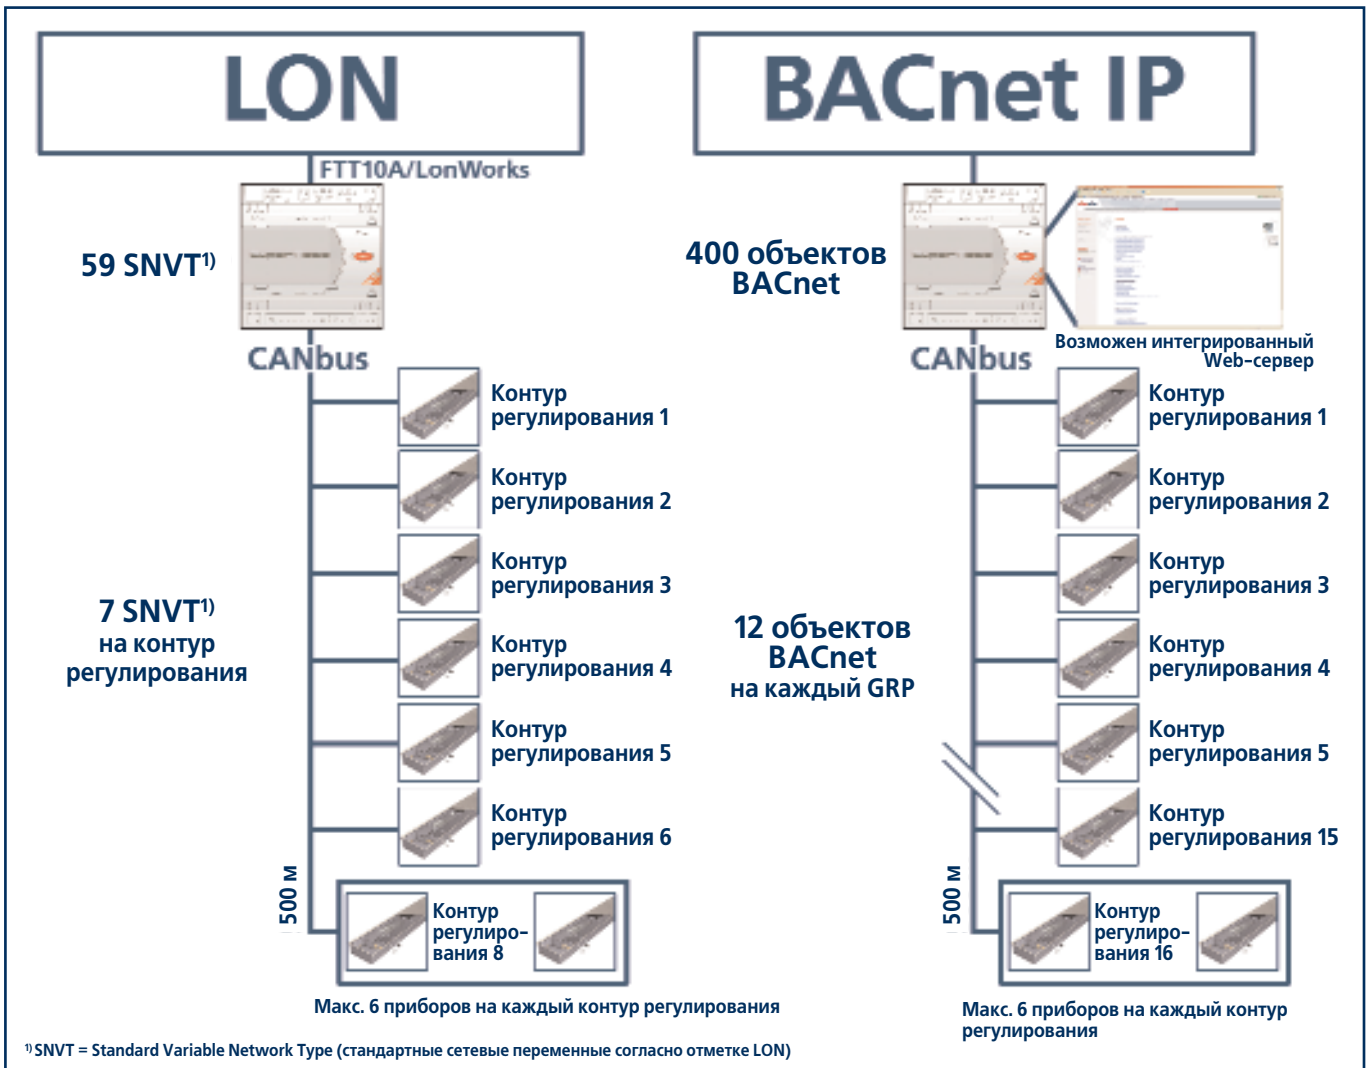 LON
FTT10A/LonWorks
59 SNVT1)
CANbus
Контур
регулирования 1
Контур
регулирования 2
Контур
регулирования 3
7 SNVT1)
на контур
регулирования
Контур
регулирования 4
Контур
регулирования 5
Контур
регулирования 6
500 м
Контур
регулиро-
вания 8
Макс. 6 приборов на каждый контур регулирования
BACnet IP
400 объектов
BACnet
Возможен интегрированный
Web-сервер
CANbus
Контур
регулирования 1
Контур
регулирования 2
Контур
регулирования 3
12 объектов
BACnet
на каждый GRP
Контур
регулирования 4
Контур
регулирования 5
Контур
регулирования 15
500 м
Контур
регулиро-
вания 16
Макс. 6 приборов на каждый контур
регулирования
1) SNVT = Standard Variable Network Type (стандартные сетевые переменные согласно отметке LON)